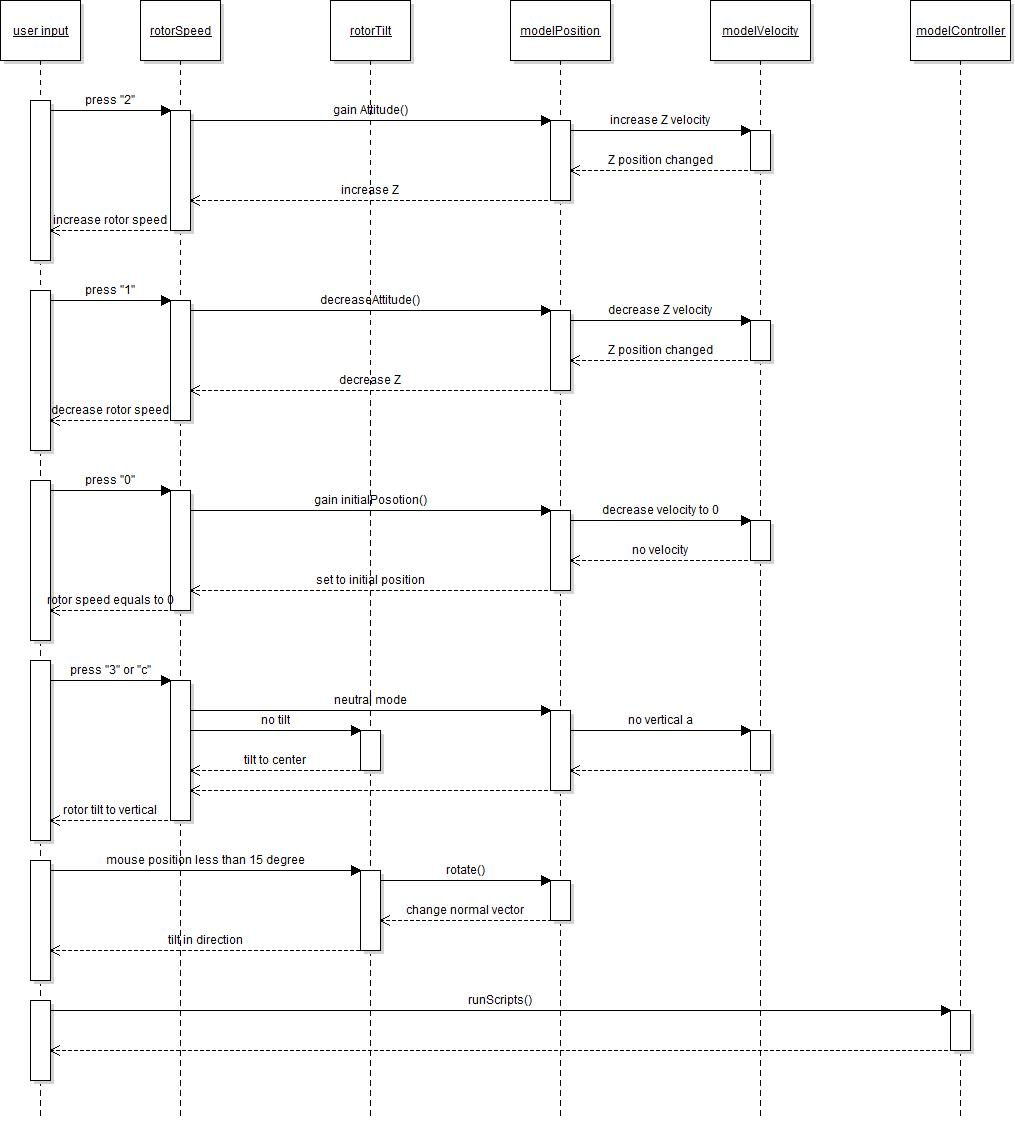 user input
rotorSpeed
rotorTilt
modelPosition
modelVelocity
modelController
press "2"
gain Attitude()
increase Z velocity
Z position changed
increase Z
increase rotor speed
press "1"
decreaseAttitude()
decrease Z velocity
Z position changed
decrease Z
decrease rotor speed
press "0"
gain initialPosotion()
decrease velocity to 0
no velocity
set to initial position
rotor speed equals to 0
press "3" or "c"
neutral mode
no tilt
no vertical a
tilt to center
rotor tilt to vertical
mouse position less than 15 degree
rotate()
change normal vector
tilt in direction
runScripts()